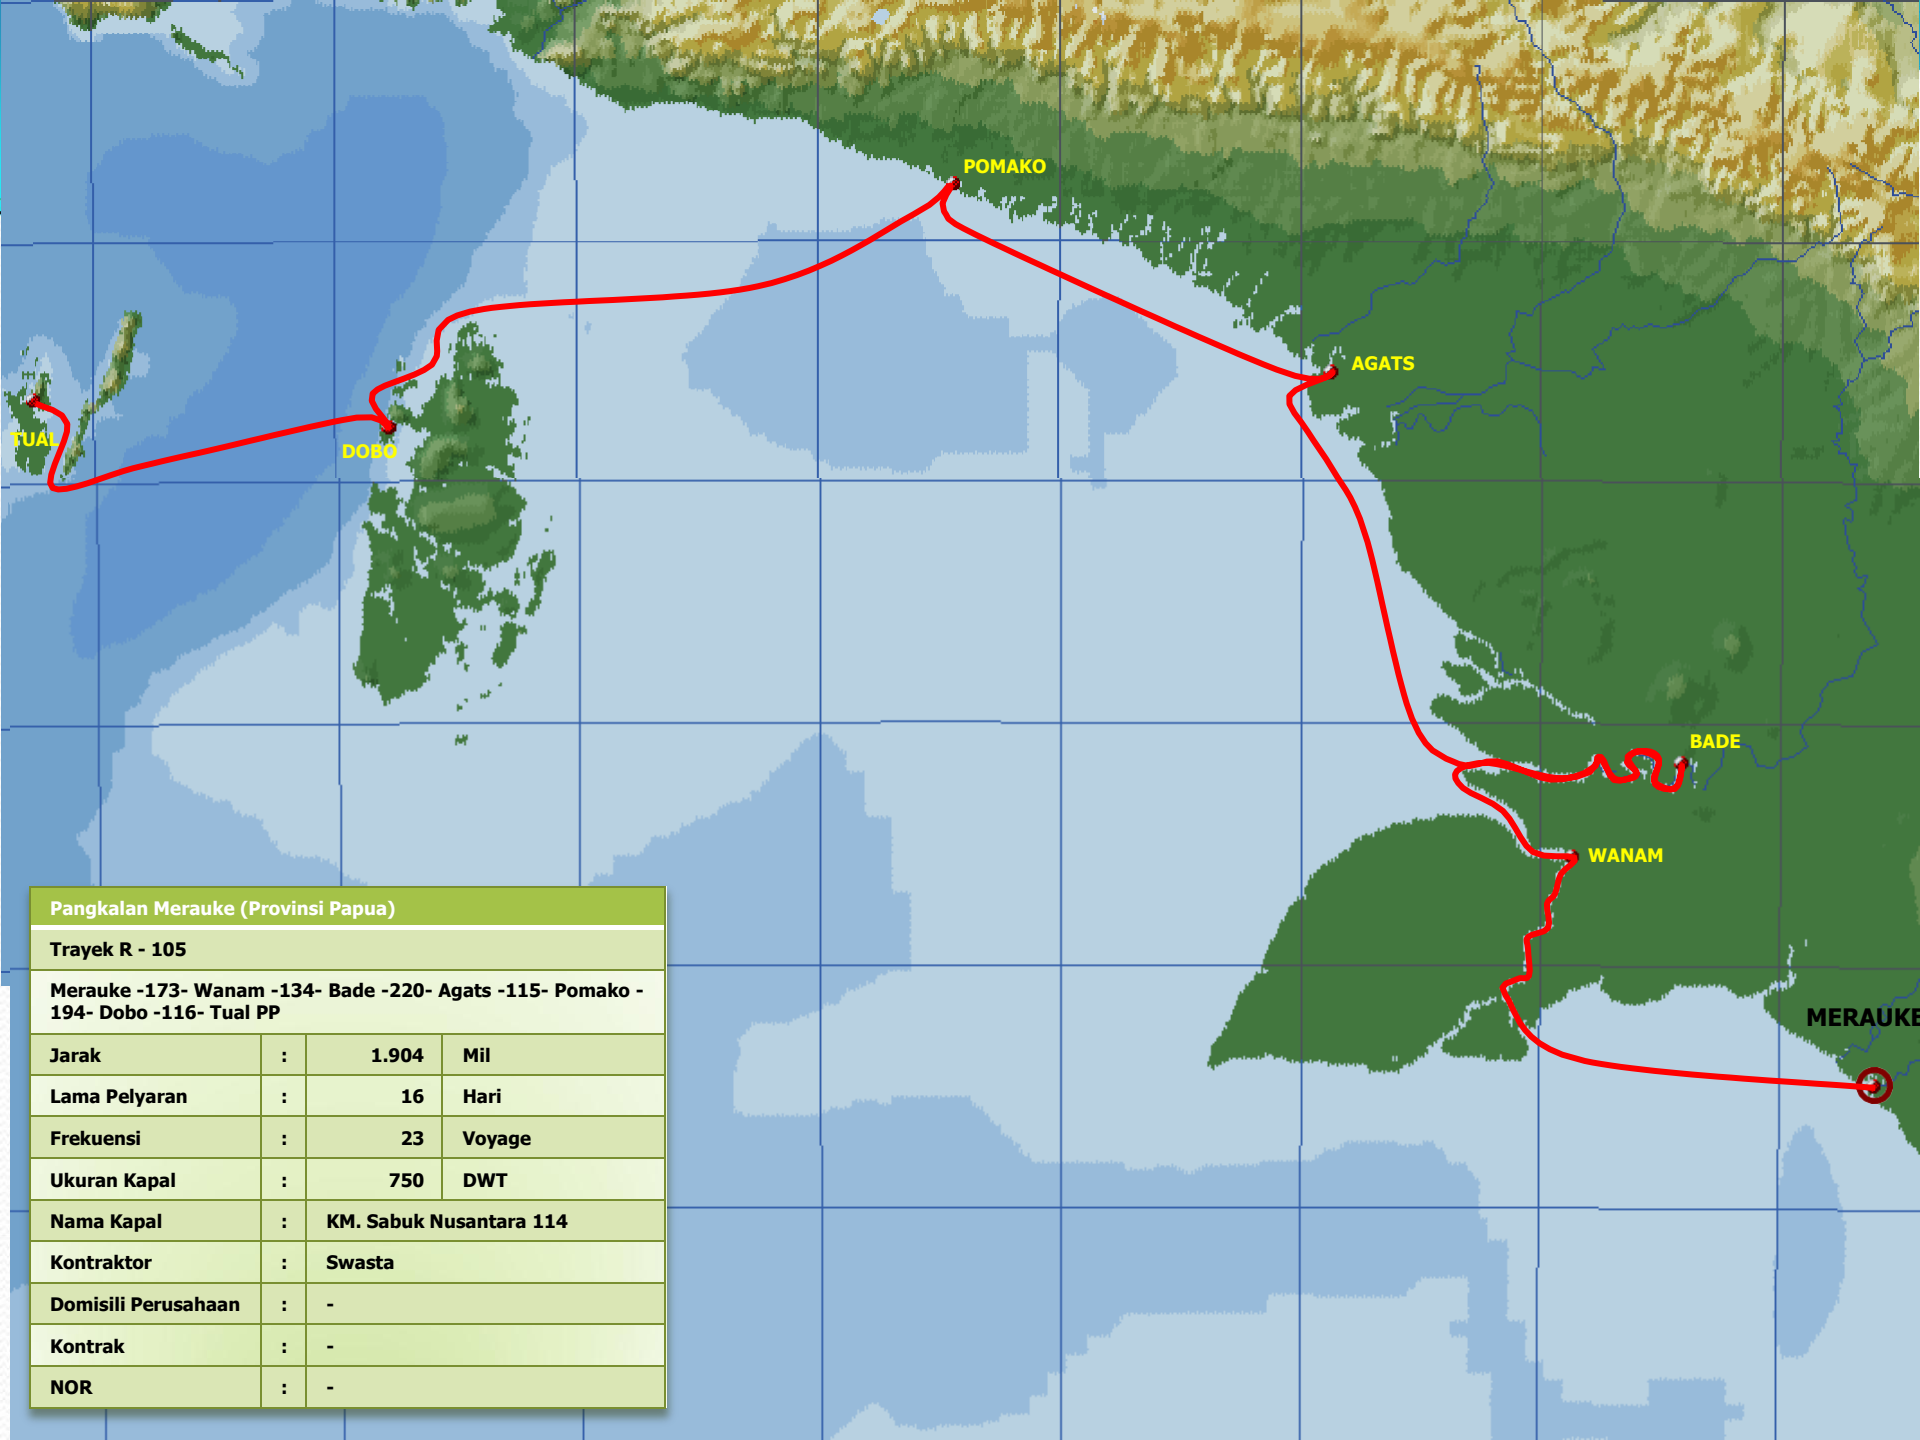 POMAKO
AGATS
TUAL
DOBO
BADE
WANAM
MERAUKE
Pangkalan Merauke (Provinsi Papua)
Trayek R - 105
Merauke -173- Wanam -134- Bade -220- Agats -115- Pomako -
194- Dobo -116- Tual PP
Jarak : 1.904 Mil
Lama Pelyaran : 16 Hari
Frekuensi : 23 Voyage
Ukuran Kapal : 750 DWT
Nama Kapal : KM. Sabuk Nusantara 114
Kontraktor : Swasta
Domisili Perusahaan : -
Kontrak : -
NOR : -